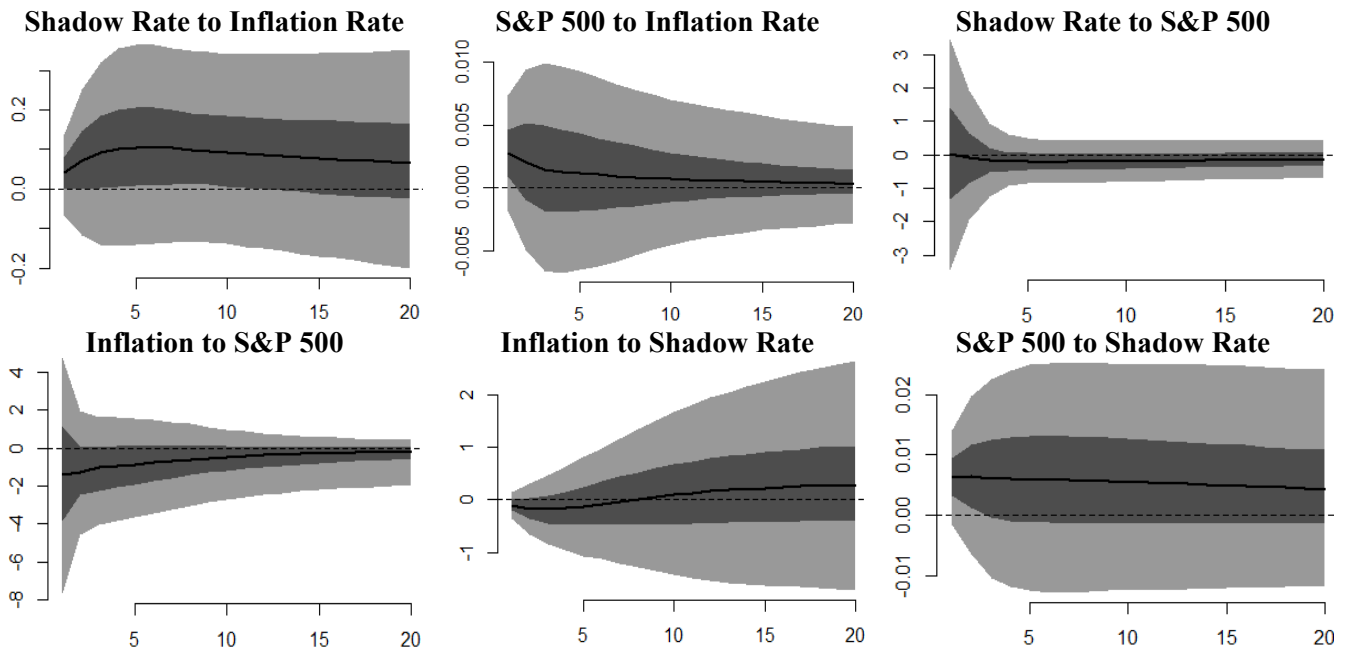 Shadow Rate to Inflation Rate
0.2
0.0
-0.2
5 10 15 20
S&P 500 to Inflation Rate
0.010
0.005
0.000
-0.005
5 10 15 20
Shadow Rate to S&P 500
3
2
1
0
-1
-2
-3
5 10 15 20
Inflation to S&P 500
4
2
0
-2
-4
-6
-8
5 10 15 20
Inflation to Shadow Rate
2
1
0
-1
5 10 15 20
S&P 500 to Shadow Rate
0.02
0.01
0.00
-0.01
5 10 15 20